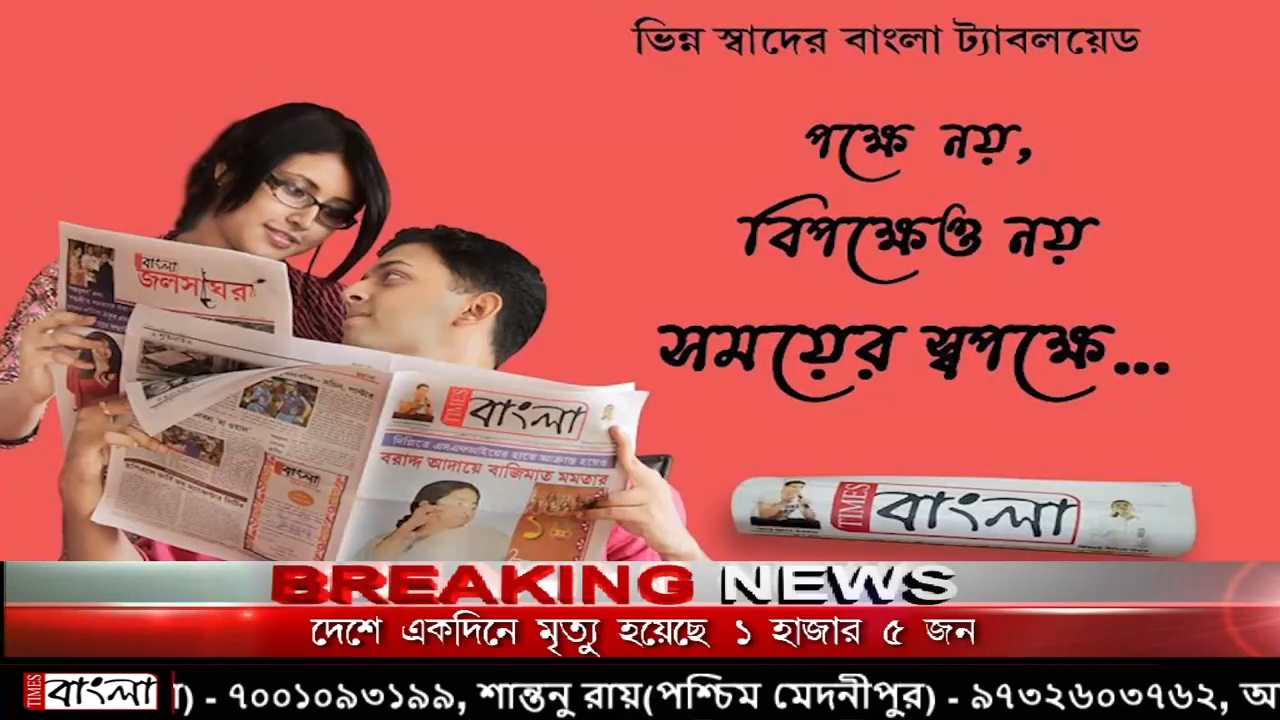 ভিন্ন স্বাদের বাংলা ট্যাবলয়েড
পক্ষে নয়,
বিপক্ষেও নয়
সময়ের স্বপক্ষে...
বাংলা
জলসাঘর
TIMES বাংলা
বরাদ্দ আদায়ে বাজিমাত মমতার
বাংলা
TIMES বাংলা
BREAKING NEWS
দেশে একদিনে মৃত্যু হয়েছে ১ হাজার ৫ জন
TIMES বাংলা
) - ৭০০১০৯৩১৯৯, শান্তনু রায়(পশ্চিম মেদনীপুর) - ৯৭৩২৬০৩৭৬২, অ